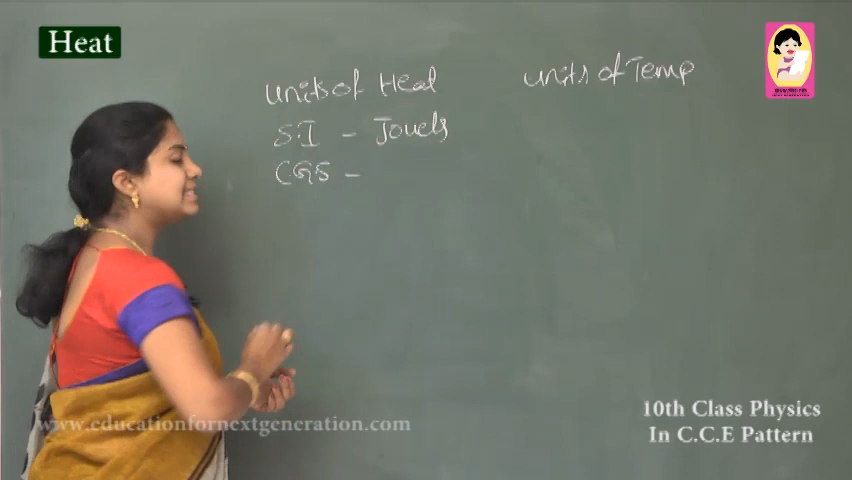 Heat
units of Heat
units of Temp
S.I - Jouels
CGS -
www.educationfornextgeneration.com
10th Class Physics
In C.C.E Pattern